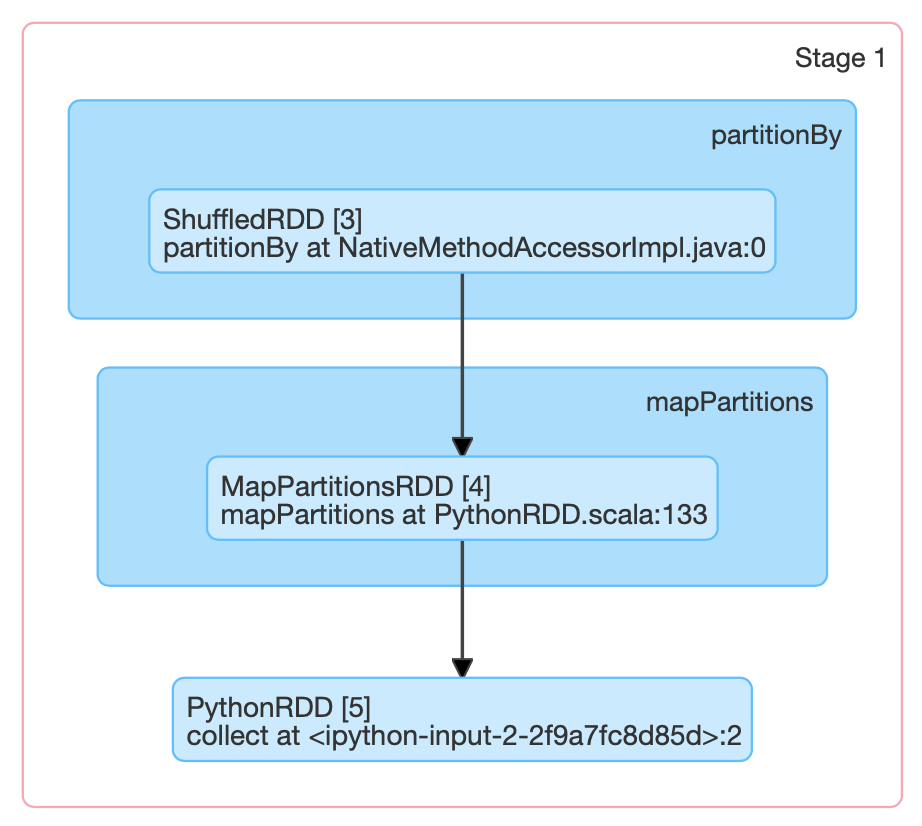 Stage 1
partitionBy
ShuffledRDD [3]
partitionBy at NativeMethodAccessorImpl.java:0
mapPartitions
MapPartitionsRDD [4]
mapPartitions at PythonRDD.scala:133
PythonRDD [5]
collect at <ipython-input-2-2f9a7fc8d85d>:2